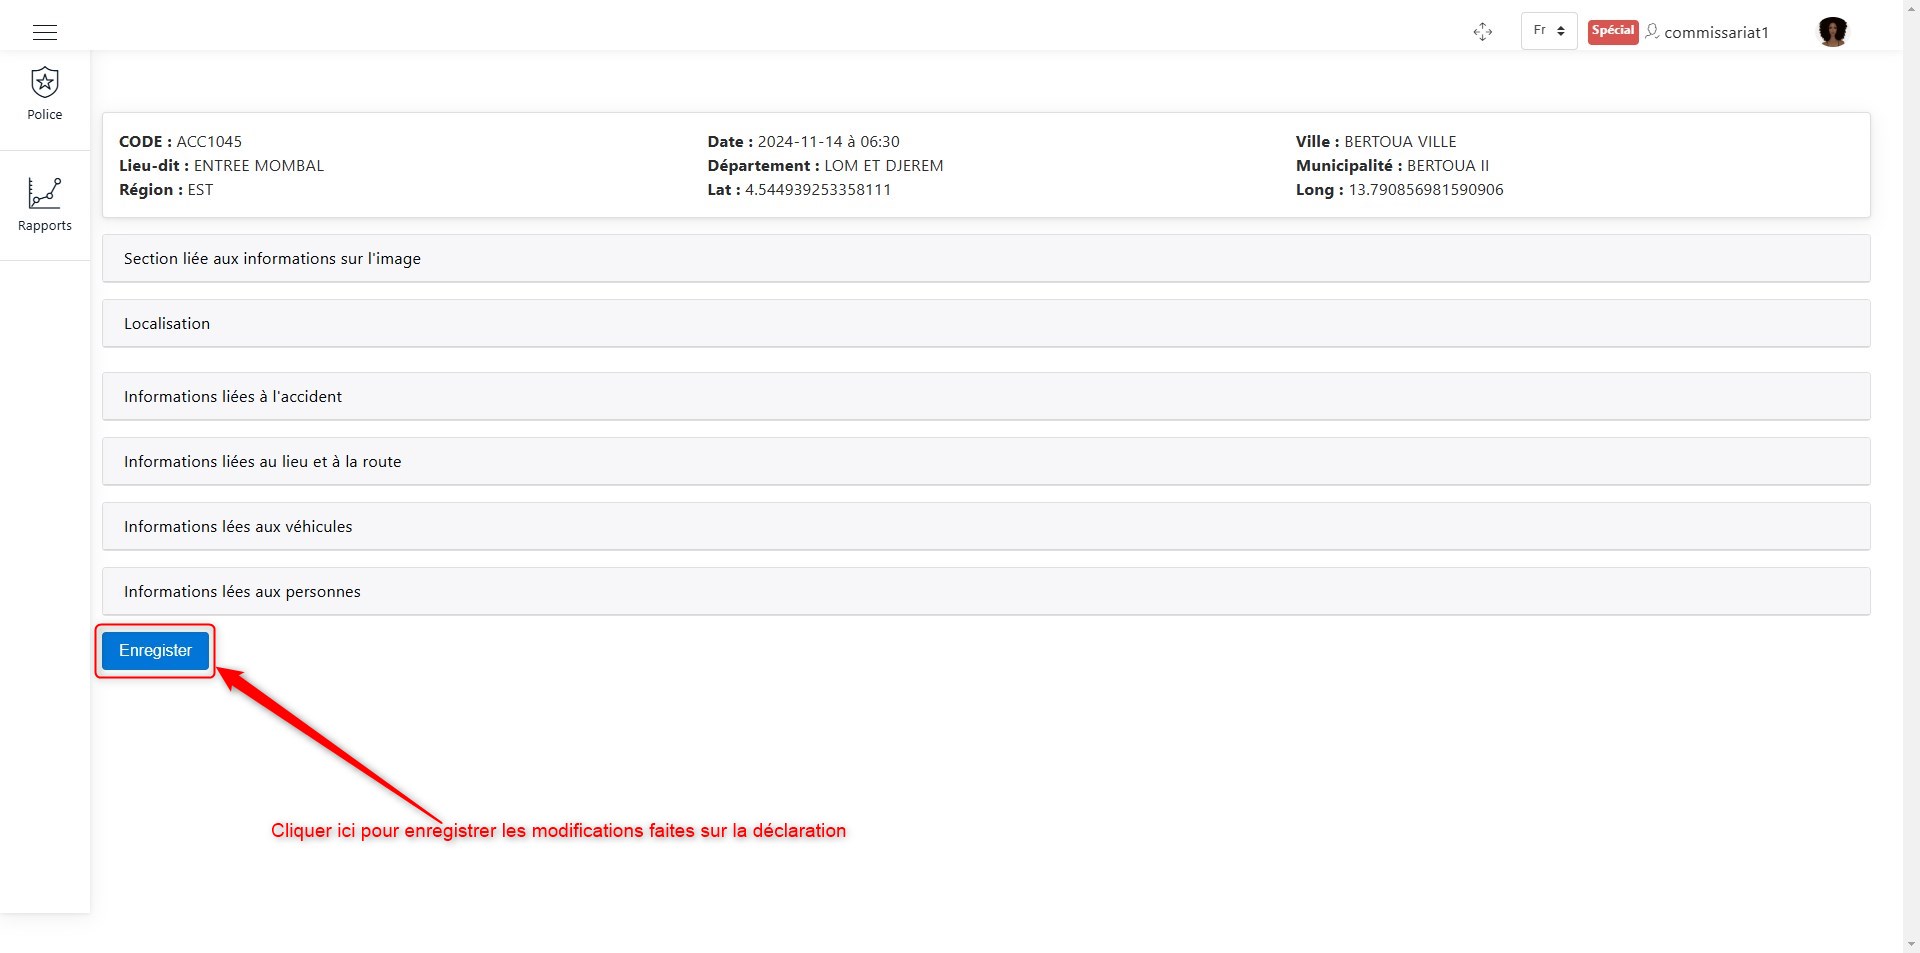 Fr
Spécial
commissariat1
Police
Rapports
CODE : ACC1045
Date : 2024-11-14 à 06:30
Ville : BERTOUA VILLE
Lieu-dit : ENTREE MOMBAL
Département : LOM ET DJEREM
Municipalité : BERTOUA II
Région : EST
Lat : 4.544939253358111
Long : 13.790856981590906
Section liée aux informations sur l'image
Localisation
Informations liées à l'accident
Informations liées au lieu et à la route
Informations lées aux véhicules
Informations lées aux personnes
Enregister
Cliquer ici pour enregistrer les modifications faites sur la déclaration